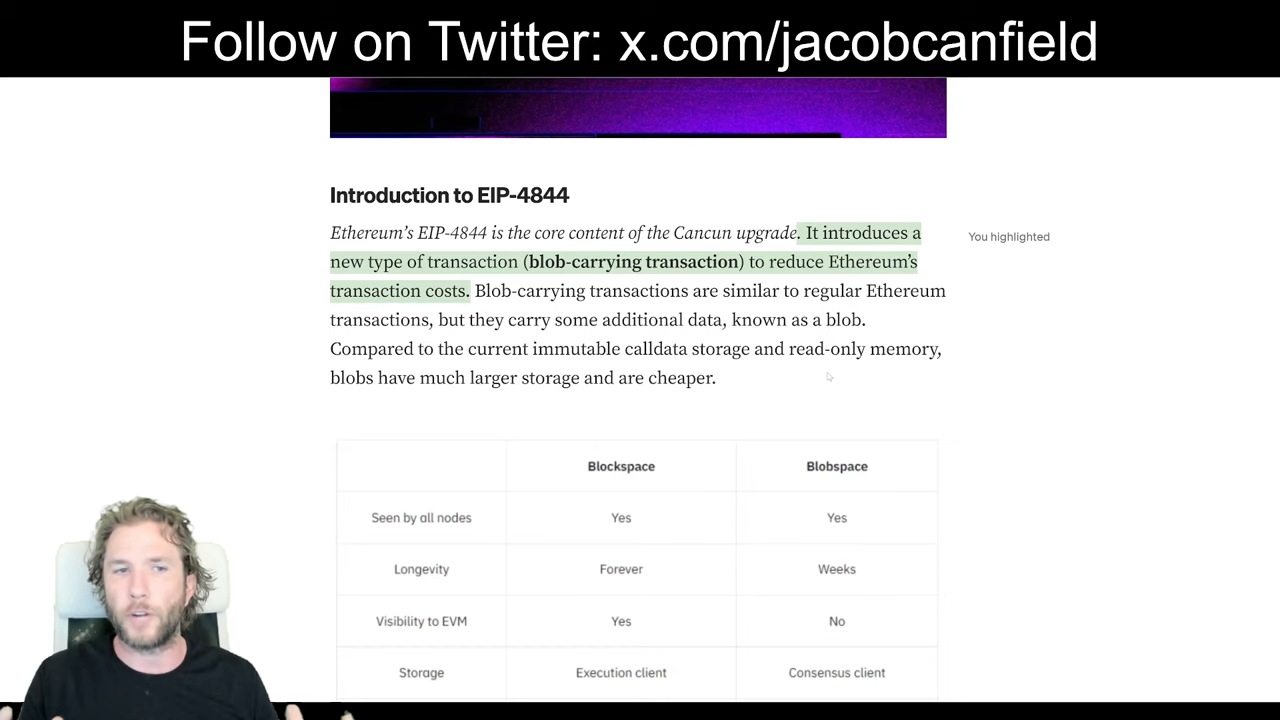 Follow on Twitter: x.com/jacobcanfield
Introduction to EIP-4844
Ethereum’s EIP-4844 is the core content of the Cancun upgrade. It introduces a
You highlighted
new type of transaction (blob-carrying transaction) to reduce Ethereum’s
transaction costs. Blob-carrying transactions are similar to regular Ethereum
transactions, but they carry some additional data, known as a blob.
Compared to the current immutable calldata storage and read-only memory,
blobs have much larger storage and are cheaper.
Blockspace Blobspace
Seen by all nodes Yes Yes
Longevity Forever Weeks
Visibility to EVM Yes No
Storage Execution client Consensus client